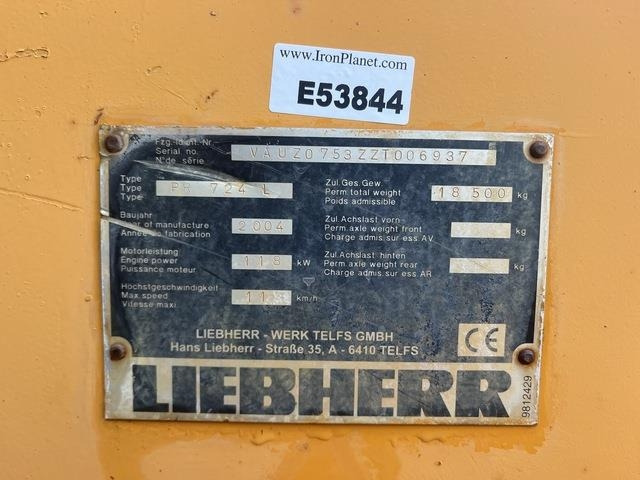 www.IronPlanet.com
E53844
Fzg.-Ident.-Nr.
Serial no.
N° de série
VAUZ0753ZZT006937
Type
Type
Type
PR 724 L
Baujahr
Year of manufacture
Année de fabrication
2004
Motorleistung
Engine power
Puissance moteur
118 kW
Höchstgeschwindigkeit
Max.speed
Vitesse maxi.
11 km/h
Zul.Ges.Gew.
Perm.total weight
Poids admissible
18 500 kg
Zul.Achslast vorn
Perm.axle weight front
Charge admis.sur ess AV
kg
Zul.Achslast hinten
Perm.axle weight rear
Charge admis.sur ess AR
kg
LIEBHERR - WERK TELFS GMBH
Hans Liebherr - Straße 35, A - 6410 TELFS
CE
LIEBHERR
9812429